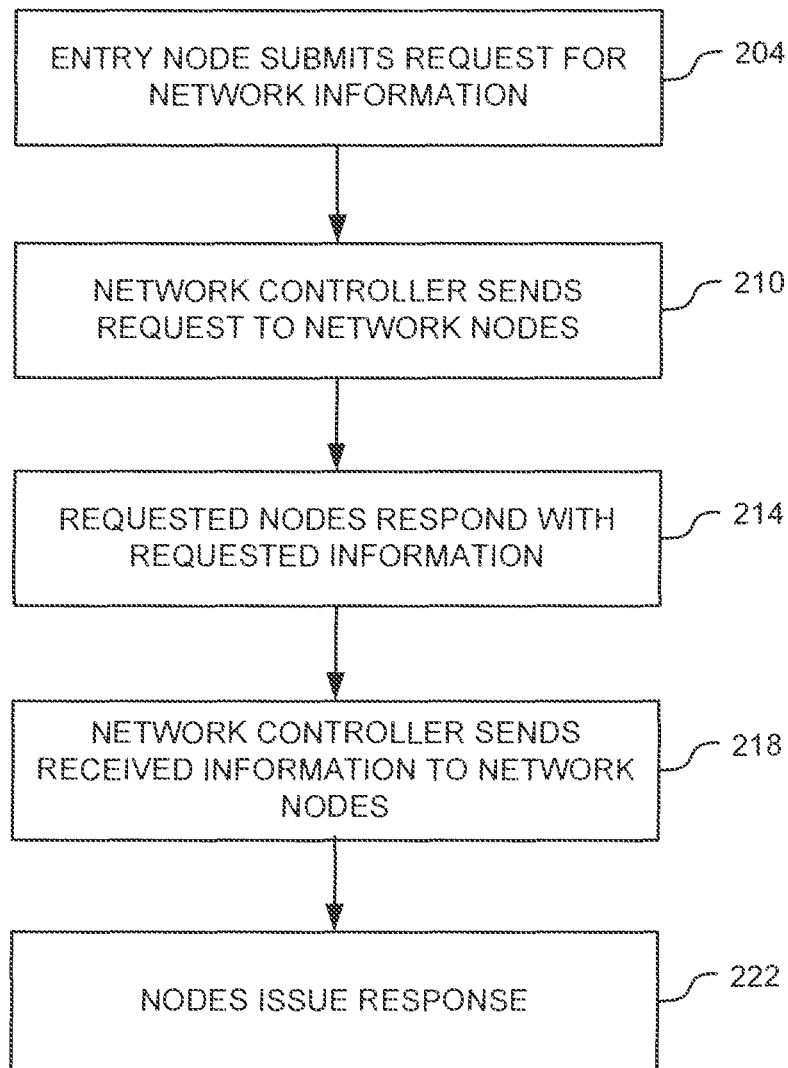 ENTRY NODE SUBMITS REQUEST FOR
NETWORK INFORMATION
204
NETWORK CONTROLLER SENDS
REQUEST TO NETWORK NODES
210
REQUESTED NODES RESPOND WITH
REQUESTED INFORMATION
214
NETWORK CONTROLLER SENDS
RECEIVED INFORMATION TO NETWORK
NODES
218
NODES ISSUE RESPONSE
222